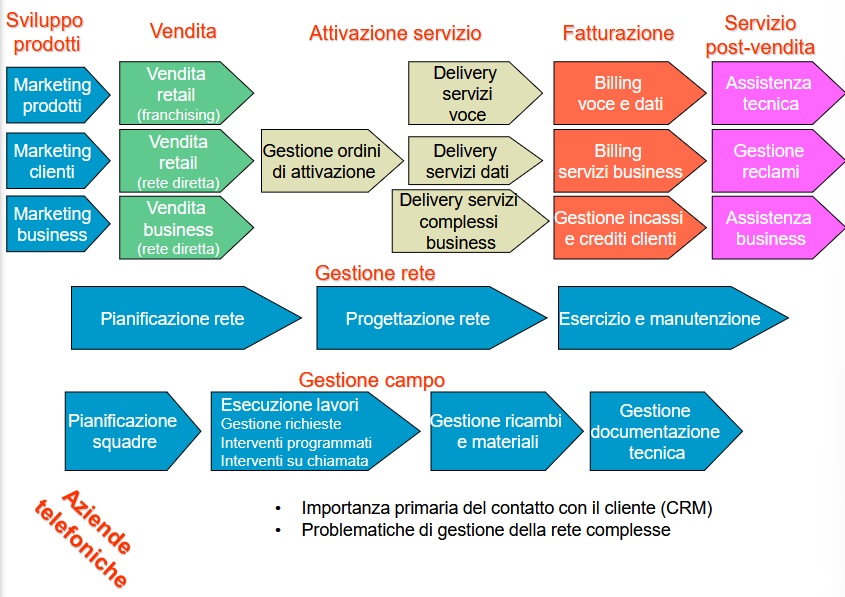 Sviluppo
prodotti
Vendita
Attivazione servizio
Fatturazione
Servizio
post-vendita
Marketing
prodotti
Vendita
retail
(franchising)
Delivery
servizi
voce
Billing
voce e dati
Assistenza
tecnica
Marketing
clienti
Vendita
retail
(rete diretta)
Gestione ordini
di attivazione
Delivery
servizi dati
Billing
servizi business
Gestione
reclami
Marketing
business
Vendita
business
(rete diretta)
Delivery servizi
complessi
business
Gestione incassi
e crediti clienti
Assistenza
business
Gestione rete
Pianificazione rete
Progettazione rete
Esercizio e manutenzione
Gestione campo
Pianificazione
squadre
Esecuzione lavori
Gestione richieste
Interventi programmati
Interventi su chiamata
Gestione ricambi
e materiali
Gestione
documentazione
tecnica
Aziende
telefoniche
• Importanza primaria del contatto con il cliente (CRM)
• Problematiche di gestione della rete complesse